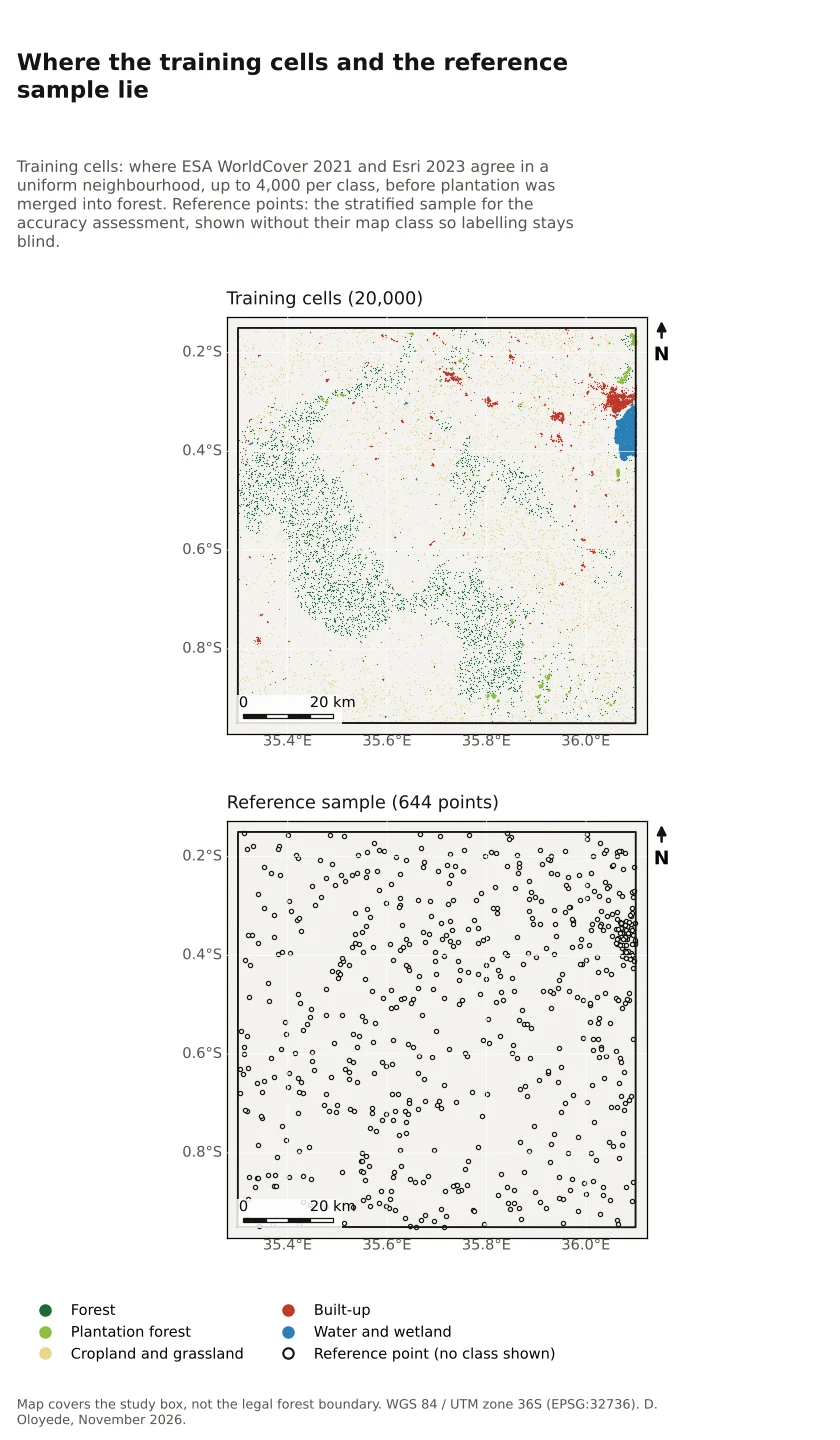 Where the training cells and the reference
sample lie
Training cells: where ESA WorldCover 2021 and Esri 2023 agree in a
uniform neighbourhood, up to 4,000 per class, before plantation was
merged into forest. Reference points: the stratified sample for the
accuracy assessment, shown without their map class so labelling stays
blind.
Training cells (20,000)
N
0.2°S
0.4°S
0.6°S
0.8°S
0 20 km
35.4°E 35.6°E 35.8°E 36.0°E
Reference sample (644 points)
N
0.2°S
0.4°S
0.6°S
0.8°S
0 20 km
35.4°E 35.6°E 35.8°E 36.0°E
Forest
Plantation forest
Cropland and grassland
Built-up
Water and wetland
Reference point (no class shown)
Map covers the study box, not the legal forest boundary. WGS 84 / UTM zone 36S (EPSG:32736). D.
Oloyede, November 2026.